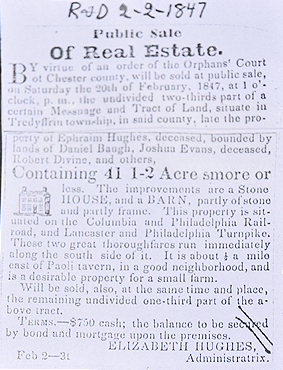 R&D 2-2-1847
Public Sale
Of Real Estate.
BY virtue of an order of the Orphans' Court
of Chester county, will be sold at public sale,
on Saturday the 20th of February, 1847, at 1 o'-
clock, p. m., the undivided two-thirds part of a
certain Messuage and Tract of Land, situate in
Tredyffrin township, in said county, late the pro-
perty of Ephraim Hughes, deceased, bounded by
lands of Daniel Baugh, Joshua Evans, deceased,
Robert Divine, and others,
Containing 41 1-2 Acre smore or
less. The improvements are a Stone
HOUSE, and a BARN, partly of stone
and partly frame. This property is sit-
uated on the Columbia and Philadelphia Rail
road, and Lancaster and Philadelphia Turnpike.
These two great thoroughfares run immediately
along the south side of it. It is about ¼ a mile
east of Paoli tavern, in a good neighborhood, and
is a desirable property for a small farm.
Will be sold, also, at the same time and place,
the remaining undivided one-third part of the a-
bove tract.
TERMS.—$750 cash; the balance to be secured
by bond and mortgage upon the premises.
ELIZABETH HUGHES,
Feb 2—3t Administratrix.